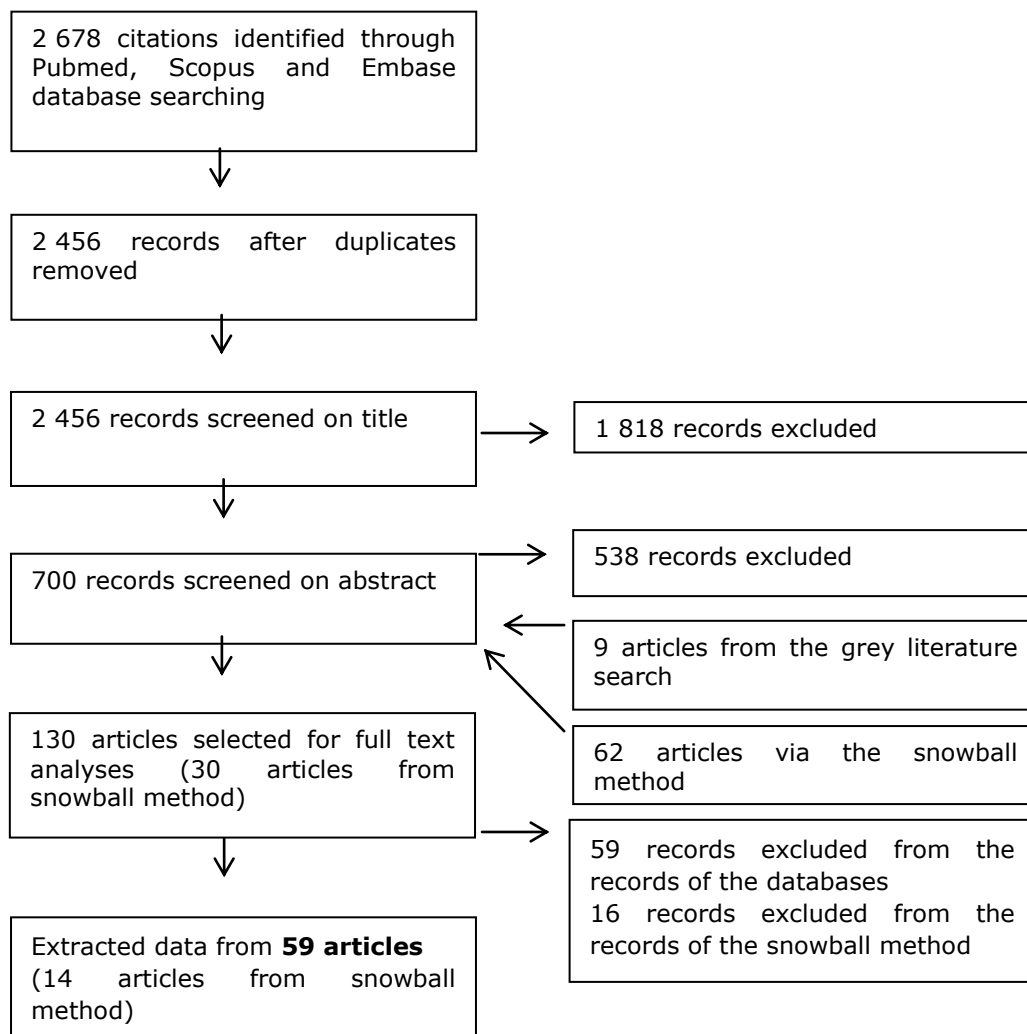 2 678 citations identified through
Pubmed, Scopus and Embase
database searching
2 456 records after duplicates
removed
2 456 records screened on title
1 818 records excluded
700 records screened on abstract
538 records excluded
9 articles from the grey literature
search
62 articles via the snowball
method
130 articles selected for full text
analyses (30 articles from
snowball method)
59 records excluded from the
records of the databases
16 records excluded from the
records of the snowball method
Extracted data from 59 articles
(14 articles from snowball
method)